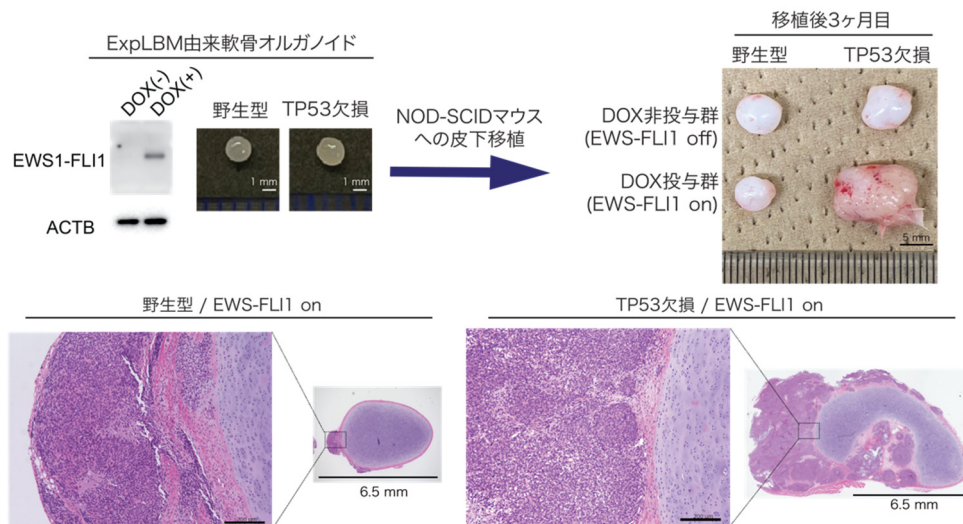 ExpLBM由来軟骨オルガノイド
DOX(-)
DOX(+)
EWS1-FLI1
ACTB
野生型
TP53欠損
1 mm
1 mm
NOD-SCIDマウス
への皮下移植
移植後3ヶ月目
野生型
TP53欠損
DOX非投与群
(EWS-FLI1 off)
DOX投与群
(EWS-FLI1 on)
5 mm
野生型 / EWS-FLI1 on
6.5 mm
TP53欠損 / EWS-FLI1 on
6.5 mm